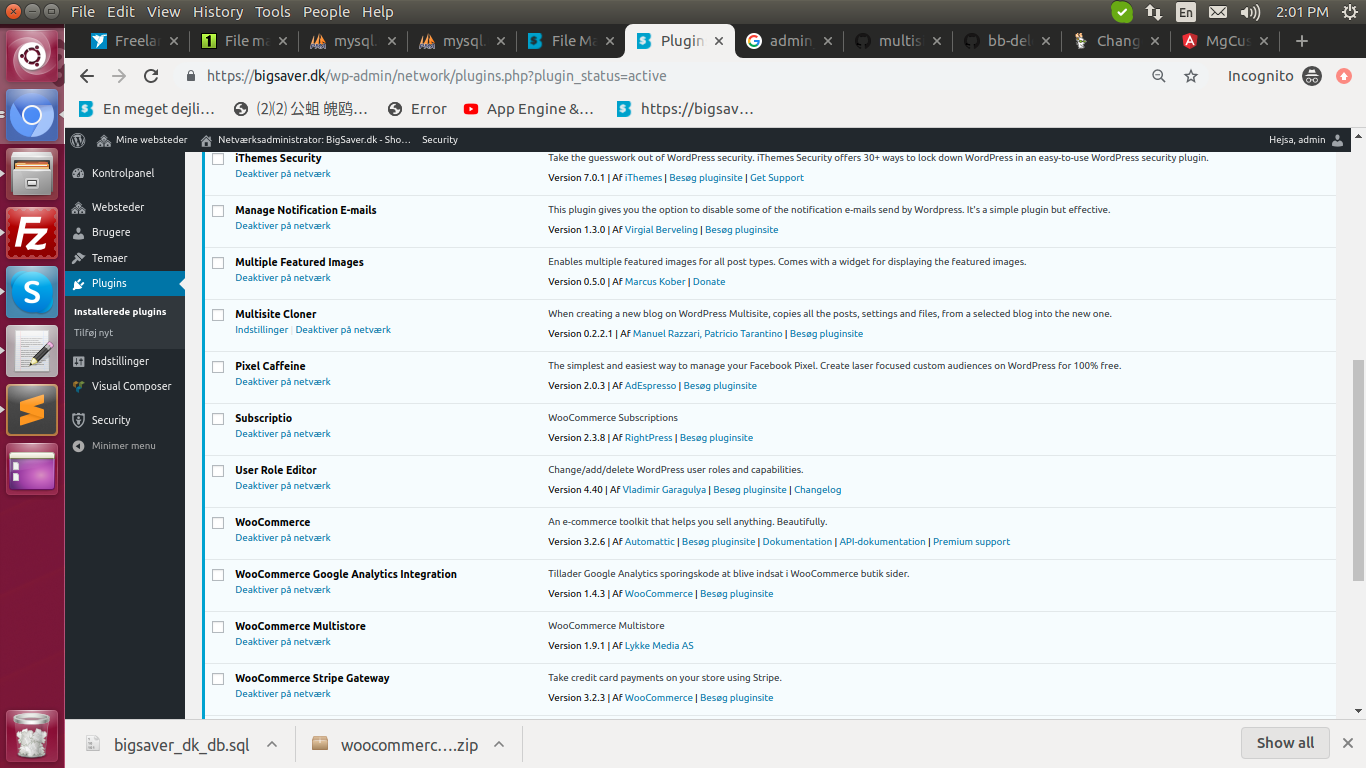 File Edit View History Tools People Help
En
2:01 PM
Freela
File ma
mysql.
mysql.
File Ma
Plugin
admin
multis
bb-del
Chang
MgCus
https://bigsaver.dk/wp-admin/network/plugins.php?plugin_status=active
Incognito
En meget dejli…
Error
App Engine &…
https://bigsav…
Mine websteder
Netværksadministrator: BigSaver.dk - Sho…
Security
Hejsa, admin
Kontrolpanel
Websteder
Brugere
Temaer
Plugins
Installerede plugins
Tilføj nyt
Indstillinger
Visual Composer
Security
Minimer menu
iThemes Security
Take the guesswork out of WordPress security. iThemes Security offers 30+ ways to lock down WordPress in an easy-to-use WordPress security plugin.
Deaktiver på netværk
Version 7.0.1 | Af iThemes | Besøg pluginsite | Get Support
Manage Notification E-mails
This plugin gives you the option to disable some of the notification e-mails send by Wordpress. It's a simple plugin but effective.
Deaktiver på netværk
Version 1.3.0 | Af Virgial Berveling | Besøg pluginsite
Multiple Featured Images
Enables multiple featured images for all post types. Comes with a widget for displaying the featured images.
Deaktiver på netværk
Version 0.5.0 | Af Marcus Kober | Donate
Multisite Cloner
When creating a new blog on WordPress Multisite, copies all the posts, settings and files, from a selected blog into the new one.
Indstillinger | Deaktiver på netværk
Version 0.2.2.1 | Af Manuel Razzari, Patricio Tarantino | Besøg pluginsite
Pixel Caffeine
The simplest and easiest way to manage your Facebook Pixel. Create laser focused custom audiences on WordPress for 100% free.
Deaktiver på netværk
Version 2.0.3 | Af AdEspresso | Besøg pluginsite
Subscriptio
WooCommerce Subscriptions
Deaktiver på netværk
Version 2.3.8 | Af RightPress | Besøg pluginsite
User Role Editor
Change/add/delete WordPress user roles and capabilities.
Deaktiver på netværk
Version 4.40 | Af Vladimir Garagulya | Besøg pluginsite | Changelog
WooCommerce
An e-commerce toolkit that helps you sell anything. Beautifully.
Deaktiver på netværk
Version 3.2.6 | Af Automattic | Besøg pluginsite | Dokumentation | API-dokumentation | Premium support
WooCommerce Google Analytics Integration
Tillader Google Analytics sporingskode at blive indsat i WooCommerce butik sider.
Deaktiver på netværk
Version 1.4.3 | Af WooCommerce | Besøg pluginsite
WooCommerce Multistore
WooCommerce Multistore
Deaktiver på netværk
Version 1.9.1 | Af Lykke Media AS
WooCommerce Stripe Gateway
Take credit card payments on your store using Stripe.
Deaktiver på netværk
Version 3.2.3 | Af WooCommerce | Besøg pluginsite
bigsaver_dk_db.sql
woocommerc….zip
Show all